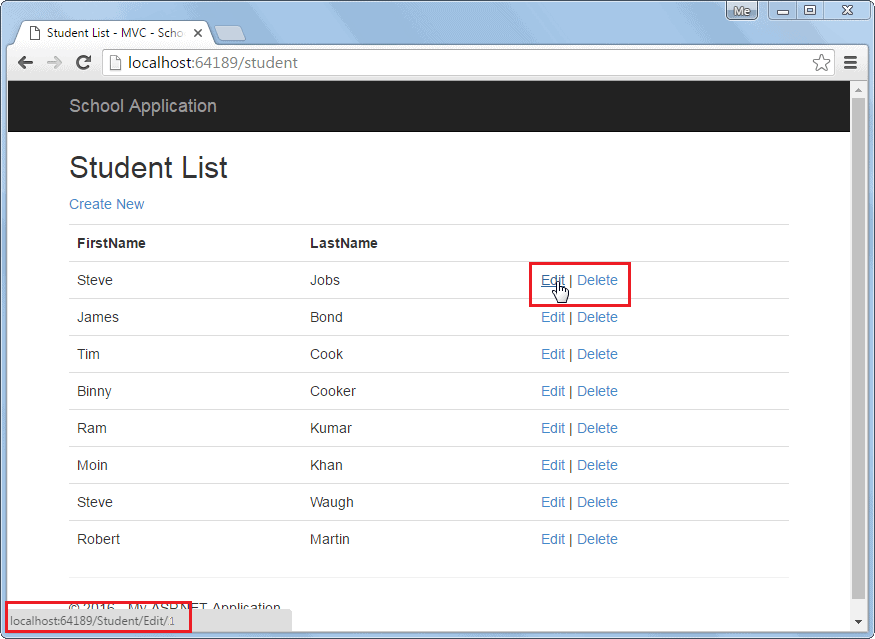 Me
Student List - MVC - Scho
localhost:64189/student
School Application
Student List
Create New
FirstName LastName
Steve Jobs Edit | Delete
James Bond Edit | Delete
Tim Cook Edit | Delete
Binny Cooker Edit | Delete
Ram Kumar Edit | Delete
Moin Khan Edit | Delete
Steve Waugh Edit | Delete
Robert Martin Edit | Delete
© 2016 - My ASP.NET Application
localhost:64189/Student/Edit/1